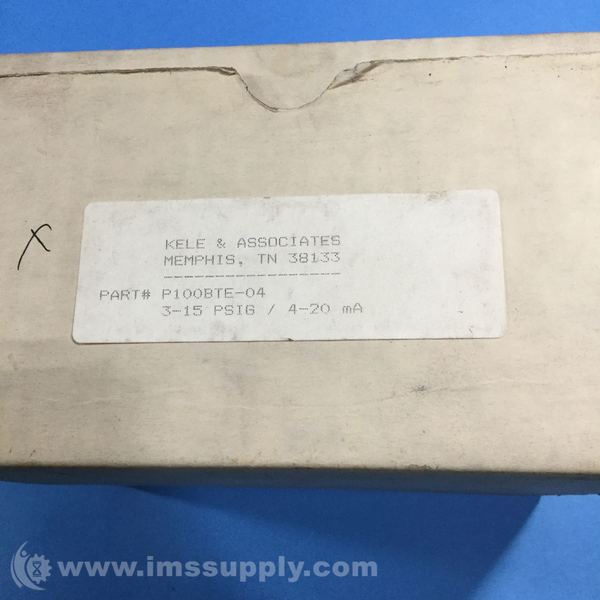 X
KELE & ASSOCIATES
MEMPHIS, TN 38133
-----------------
PART# P100BTE-04
3-15 PSIG / 4-20 mA
www.imssupply.com